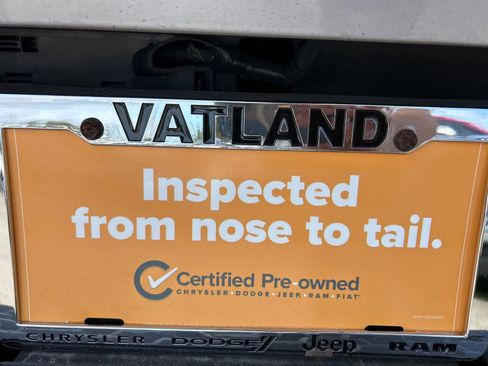 VATLAND
Inspected
from nose to tail.
Certified Pre-owned
CHRYSLER • DODGE • JEEP • RAM • FIAT
CHRYSLER DODGE Jeep RAM